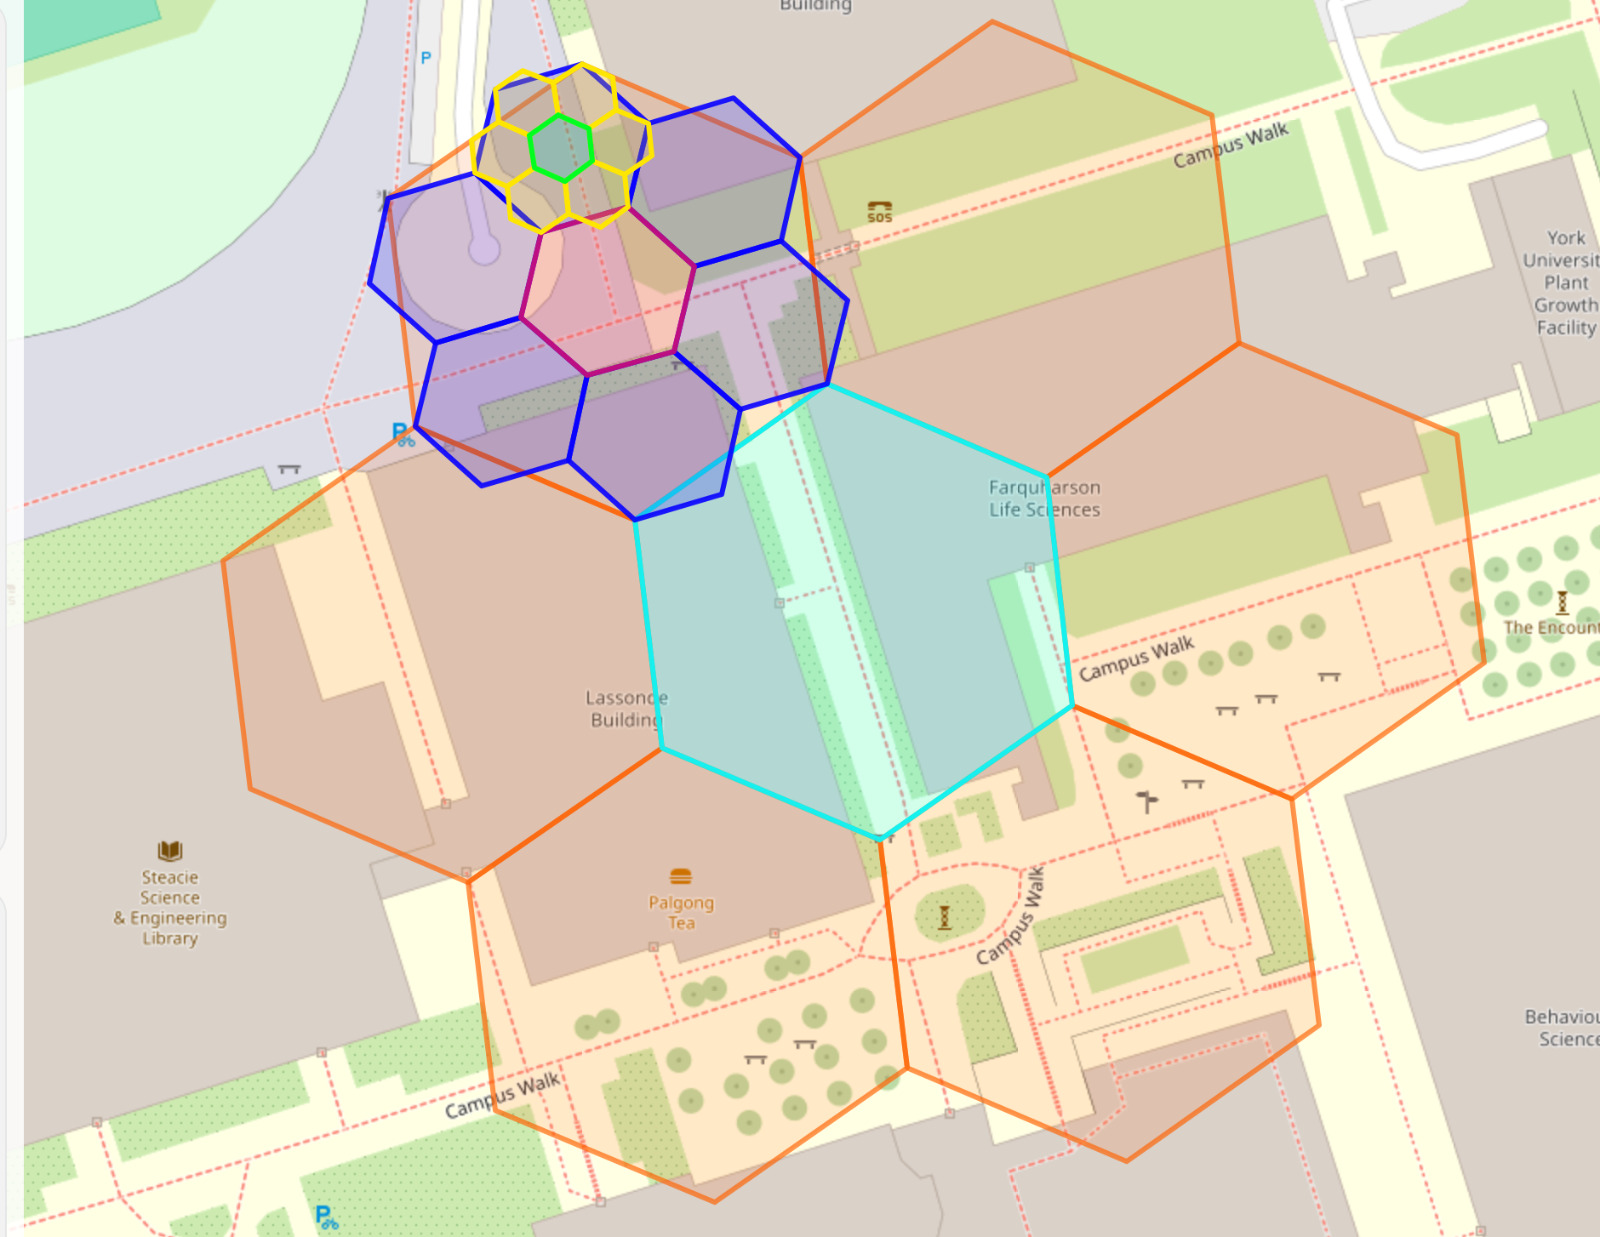 Building
P
Campus Walk
SOS
York
Universit
Plant
Growth
Facility
P
Farquharson
Life Sciences
The Encount
Campus Walk
Lassonde
Building
Steacie
Science
& Engineering
Library
Palgong
Tea
Campus Walk
Behaviou
Science
Campus Walk
P